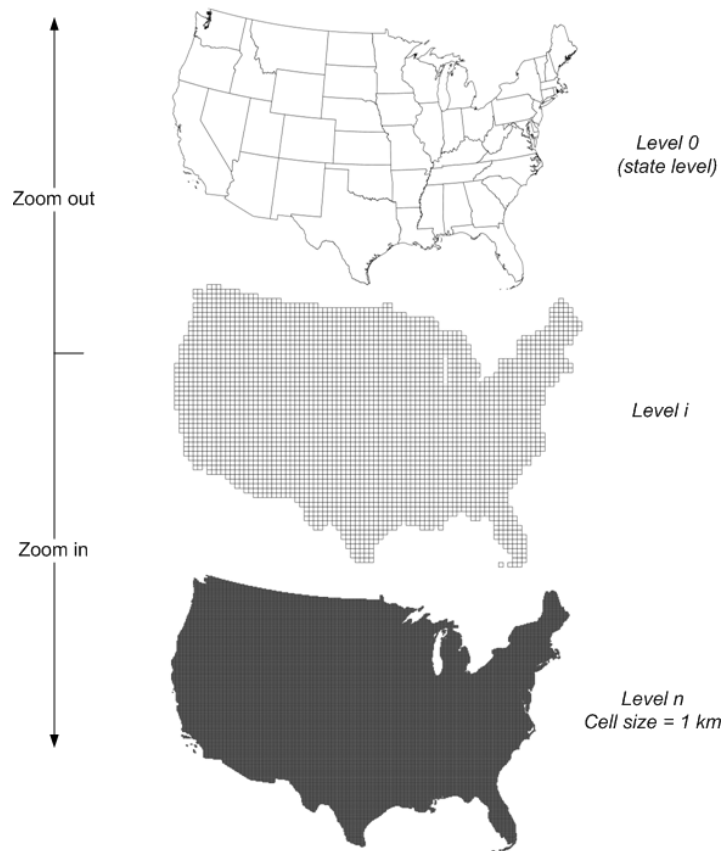 Level 0
(state level)
Zoom out
Level i
Zoom in
Level n
Cell size = 1 km